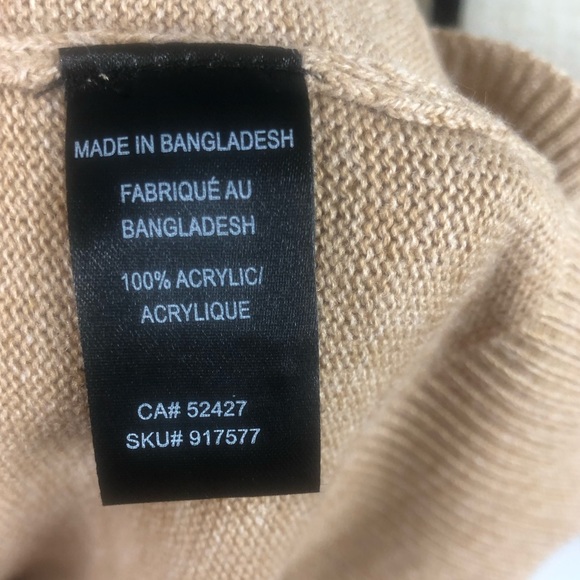 MADE IN BANGLADESH
FABRIQUÉ AU
BANGLADESH
100% ACRYLIC/
ACRYLIQUE
CA# 52427
SKU# 917577